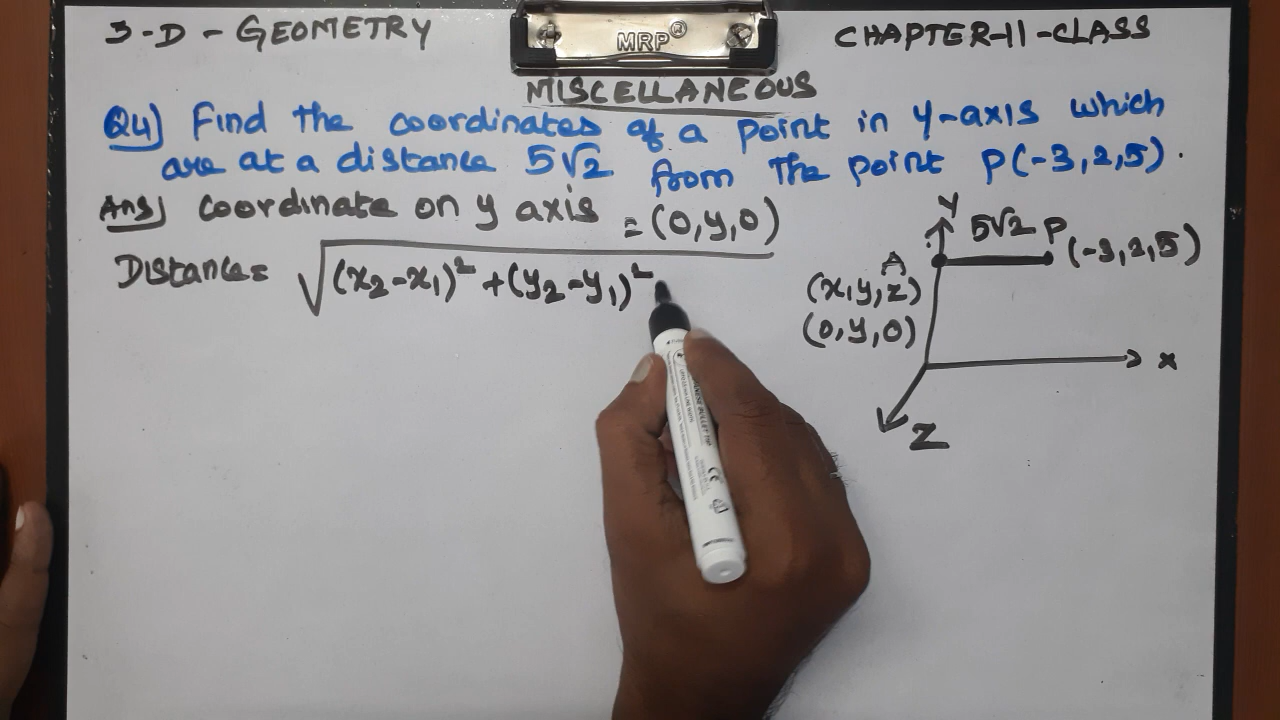 3-D-GEOMETRY
MRP®
CHAPTER-11-CLASS
MISCELLANEOUS
Q4) Find the coordinates of a point in y-axis which
are at a distance 5√2 from the point P(-3,2,5).
Ans) coordinate on y axis = (0,y,0)
Distance = √(x₂-x₁)² + (y₂-y₁)²
Y
5√2 P
(-3,2,5)
A
(x,y,z)
(0,y,0)
x
Z
CE